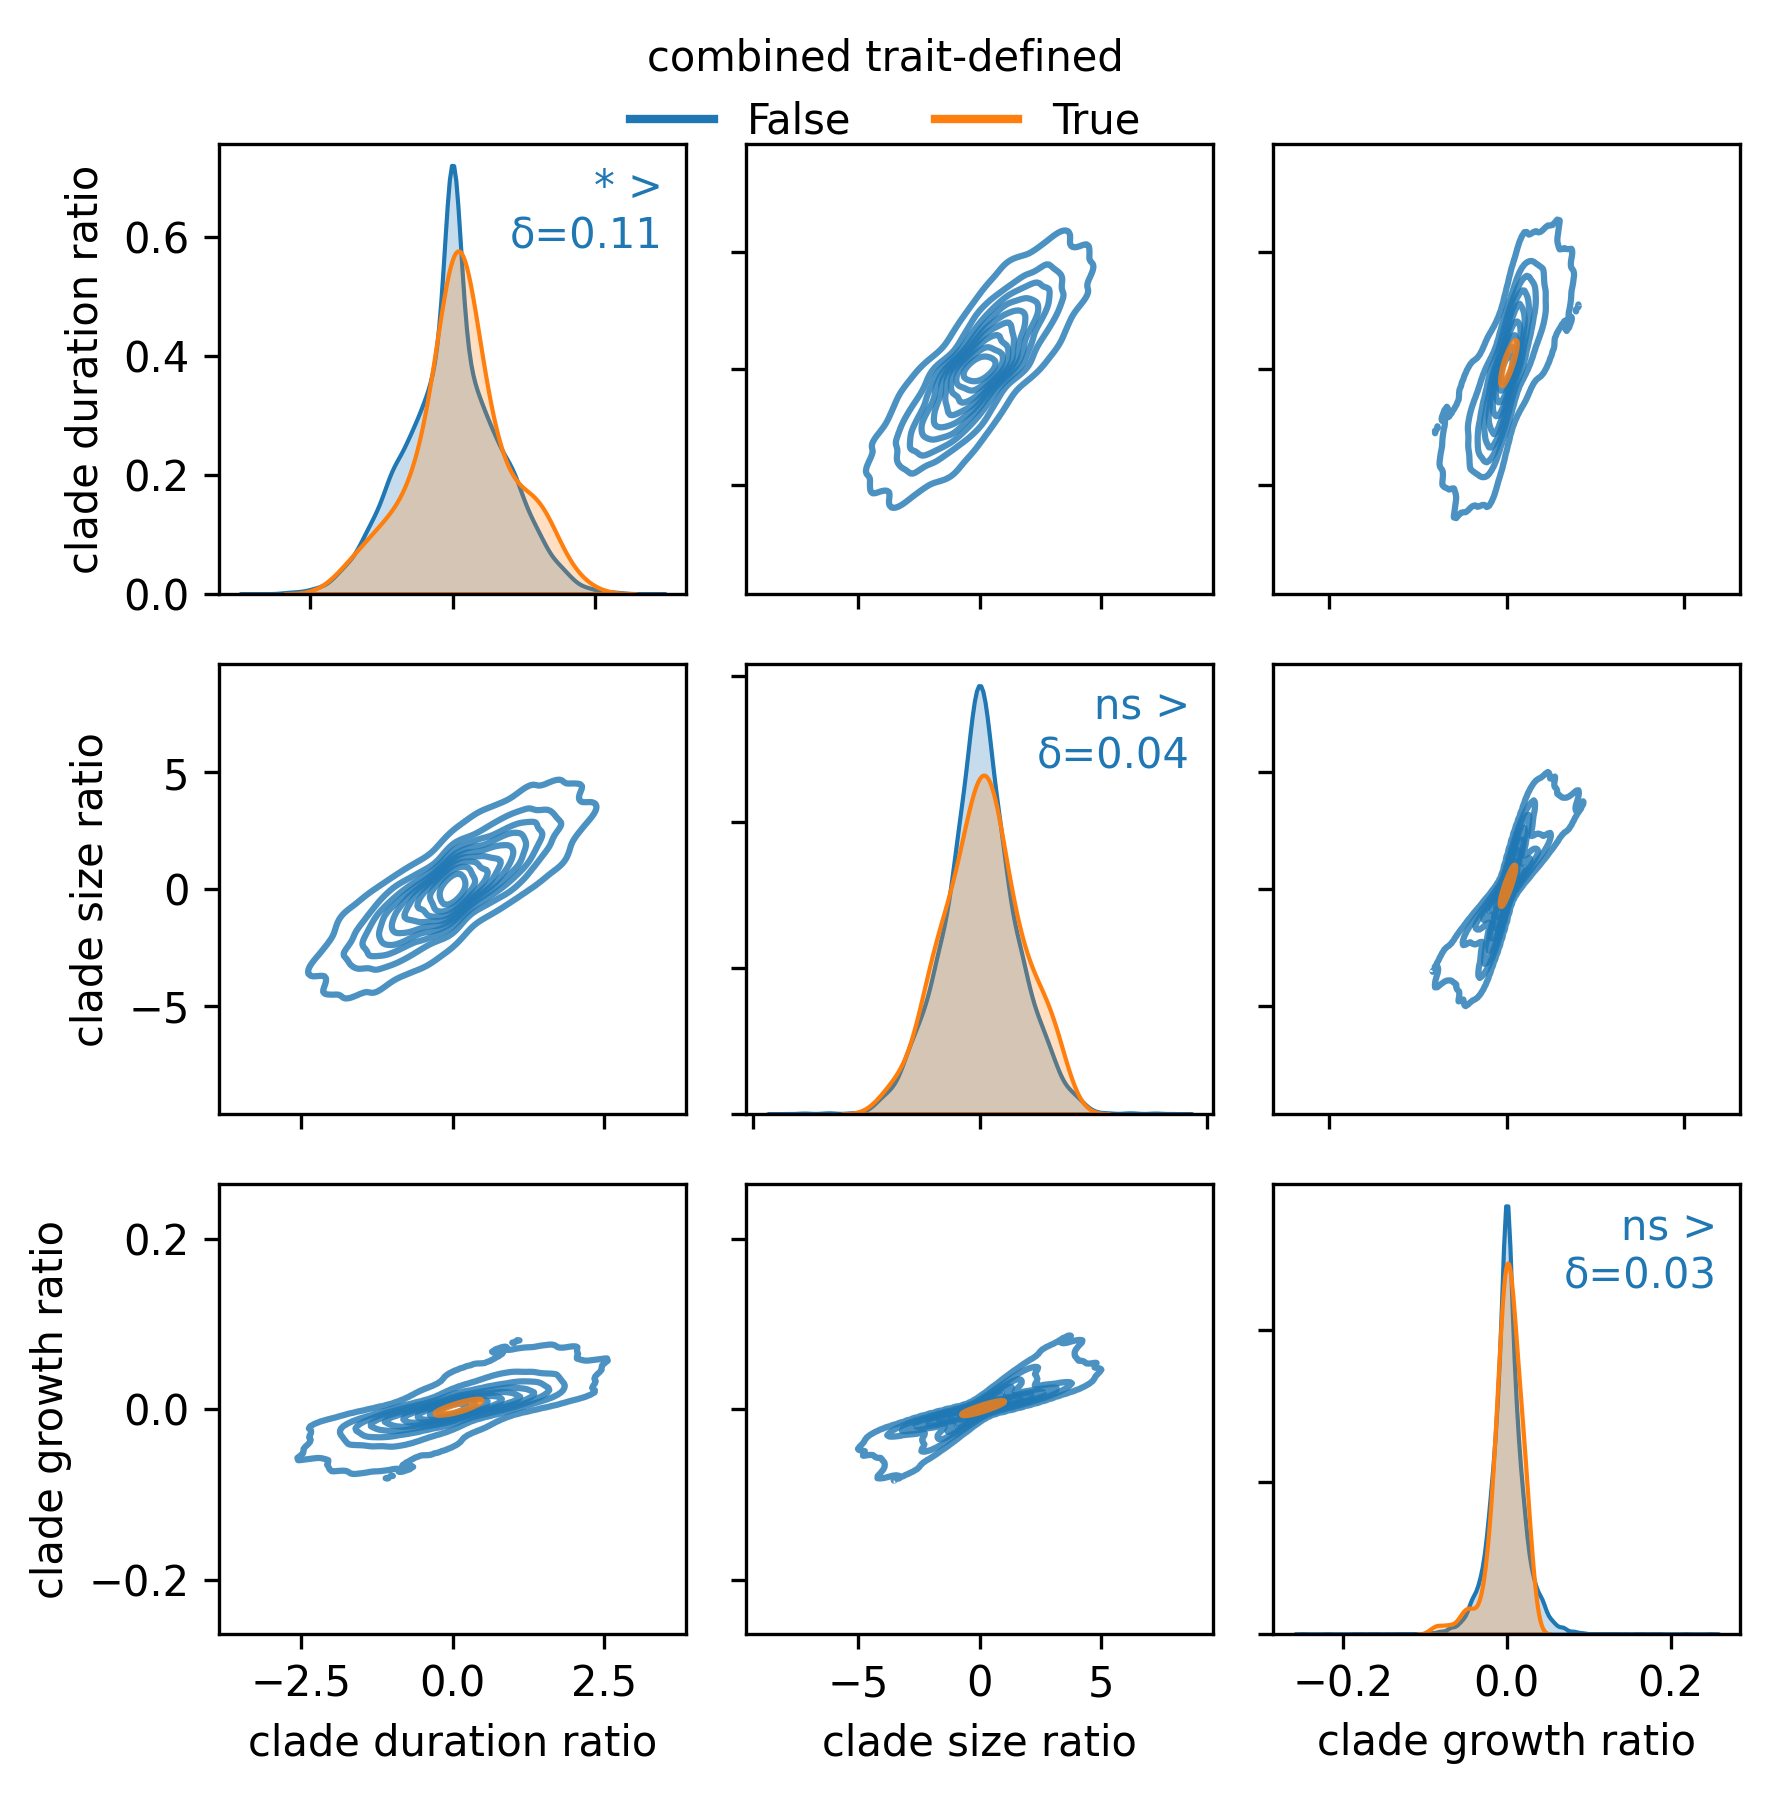 combined trait-defined
False True
clade duration ratio
0.6
0.4
0.2
0.0
* >
δ=0.11
clade size ratio
5
0
−5
ns >
δ=0.04
clade growth ratio
0.2
0.0
−0.2
ns >
δ=0.03
−2.5 0.0 2.5
−5 0 5
−0.2 0.0 0.2
clade duration ratio
clade size ratio
clade growth ratio